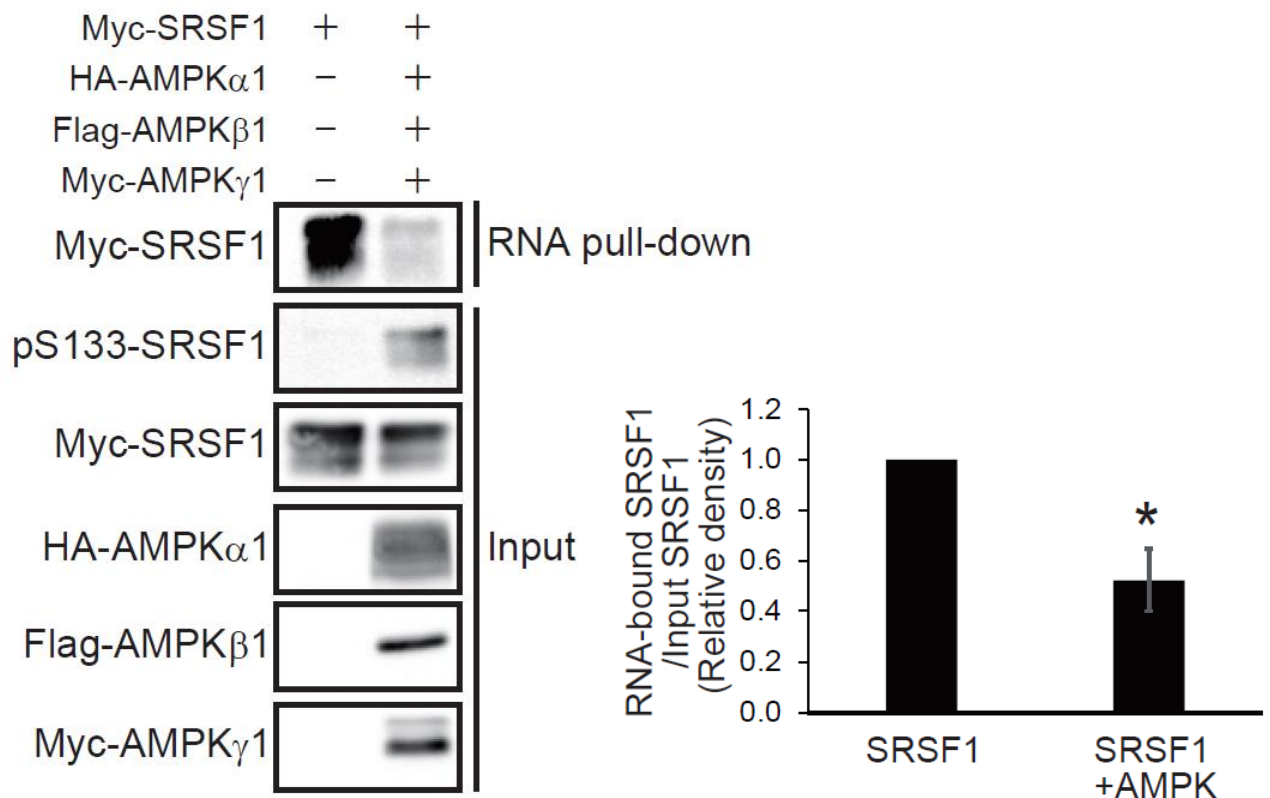 Myc-SRSF1 + +
HA-AMPKα1 − +
Flag-AMPKβ1 − +
Myc-AMPKγ1 − +
Myc-SRSF1
RNA pull-down
pS133-SRSF1
Myc-SRSF1
HA-AMPKα1
Input
Flag-AMPKβ1
Myc-AMPKγ1
RNA-bound SRSF1
/Input SRSF1
(Relative density)
1.2
1.0
0.8
0.6
0.4
0.2
0.0
*
SRSF1
SRSF1
+AMPK